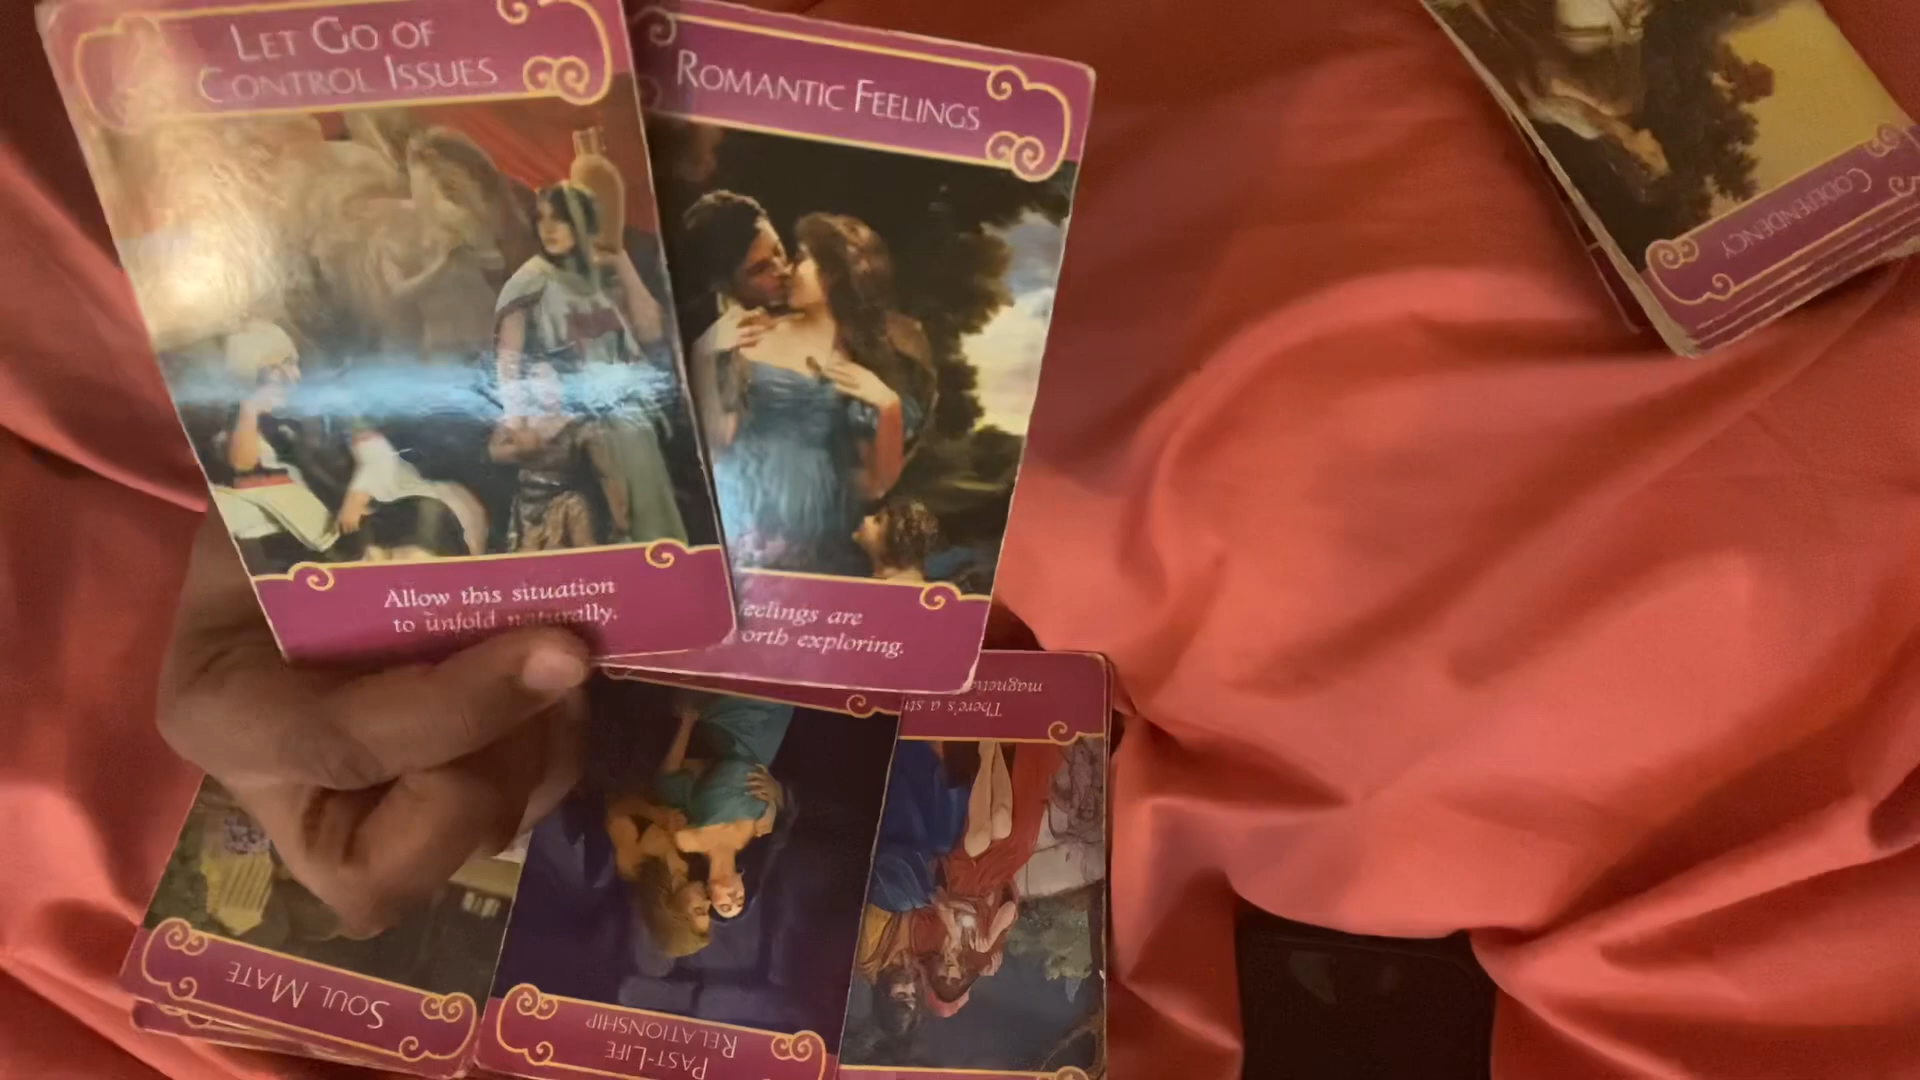 LET GO OF
CONTROL ISSUES
ROMANTIC FEELINGS
Allow this situation
to unfold naturally.
feelings are
orth exploring.
CODEPENDENCY
There's a
SOUL MATE
PAST-LIFE
RELATIONSHIP